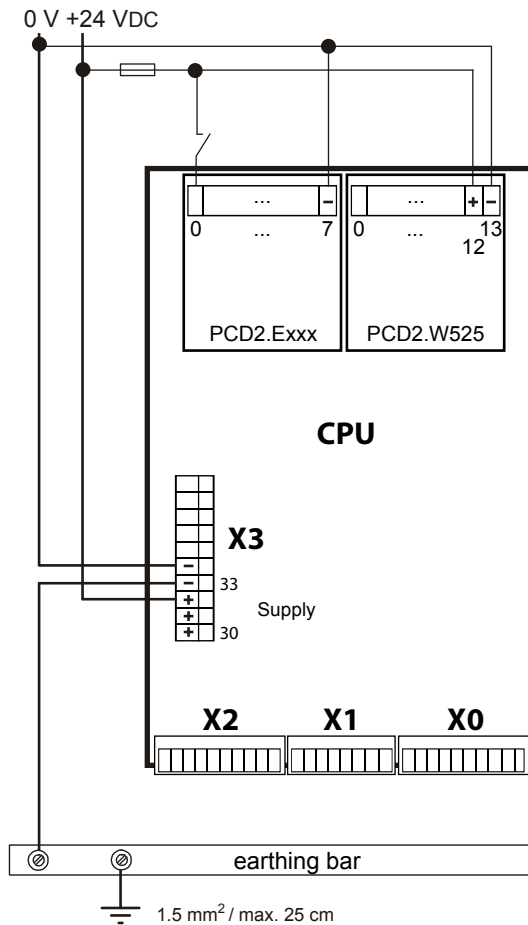 0 V +24 VDC
... - ... + -
0 ... 7 0 ... 13
12
PCD2.Exxx PCD2.W525
CPU
X3
-
- 33
+ Supply
+
+ 30
X2 X1 X0
earthing bar
1.5 mm² / max. 25 cm